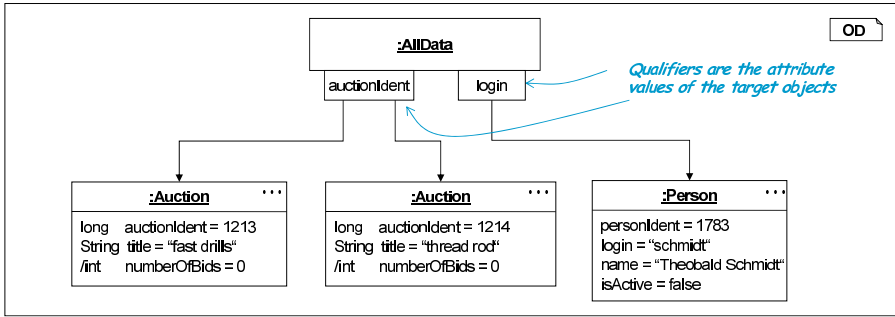 :AllData
OD
auctionIdent
login
Qualifiers are the attribute
values of the target objects
:Auction
...
long auctionIdent = 1213
String title = “fast drills“
/int numberOfBids = 0
:Auction
...
long auctionIdent = 1214
String title = “thread rod“
/int numberOfBids = 0
:Person
...
personIdent = 1783
login = “schmidt“
name = “Theobald Schmidt“
isActive = false